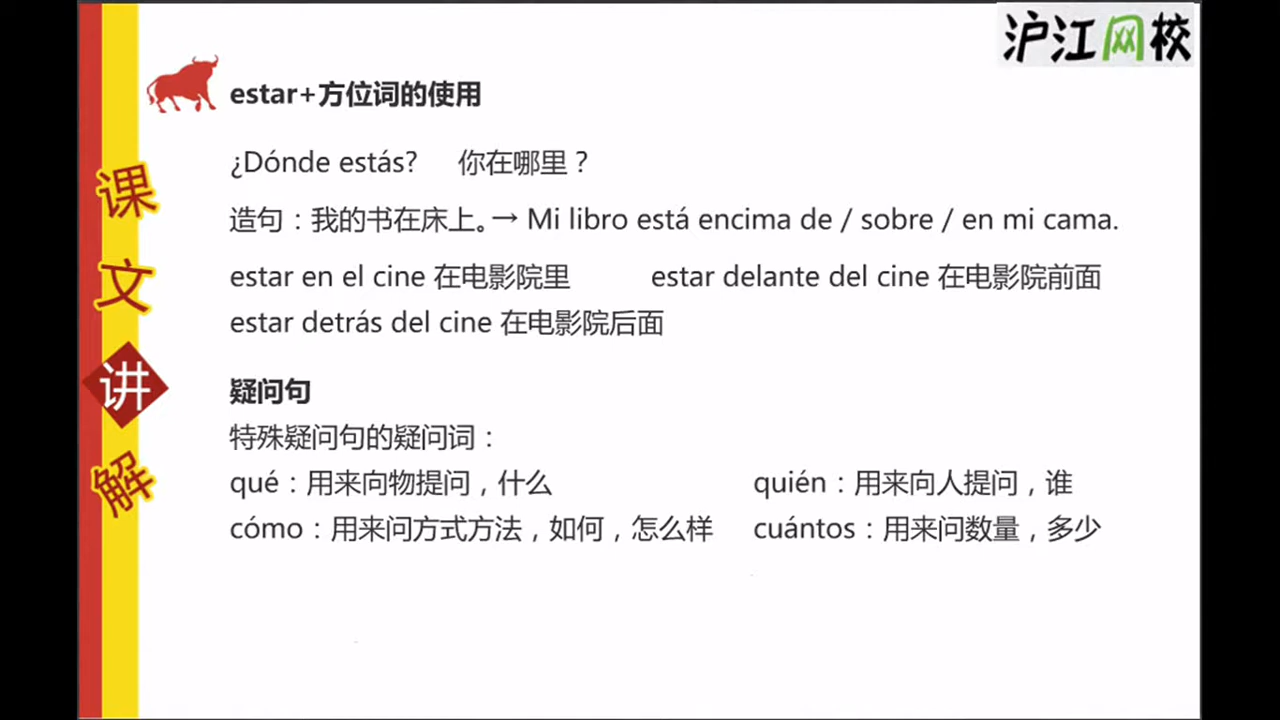 沪江网校
estar+方位词的使用
¿Dónde estás? 你在哪里？
造句：我的书在床上。→ Mi libro está encima de / sobre / en mi cama.
estar en el cine 在电影院里 estar delante del cine 在电影院前面
estar detrás del cine 在电影院后面
疑问句
特殊疑问句的疑问词：
qué：用来向物提问，什么 quién：用来向人提问，谁
cómo：用来问方式方法，如何，怎么样 cuántos：用来问数量，多少
课
文
讲
解